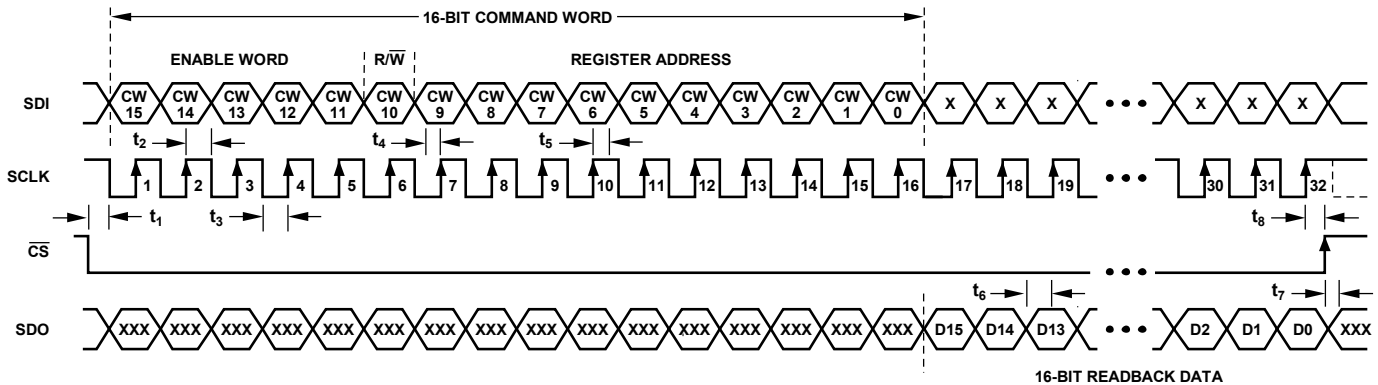 16-BIT COMMAND WORD
ENABLE WORD R/W̅ REGISTER ADDRESS
SDI CW 15 CW 14 CW 13 CW 12 CW 11 CW 10 CW 9 CW 8 CW 7 CW 6 CW 5 CW 4 CW 3 CW 2 CW 1 CW 0 X X X X X X
t2 t4 t5
SCLK 1 2 3 4 5 6 7 8 9 10 11 12 13 14 15 16 17 18 19 30 31 32
t1 t3 t8
C̅S̅
t6 t7
SDO XXX XXX XXX XXX XXX XXX XXX XXX XXX XXX XXX XXX XXX XXX XXX XXX D15 D14 D13 D2 D1 D0 XXX
16-BIT READBACK DATA